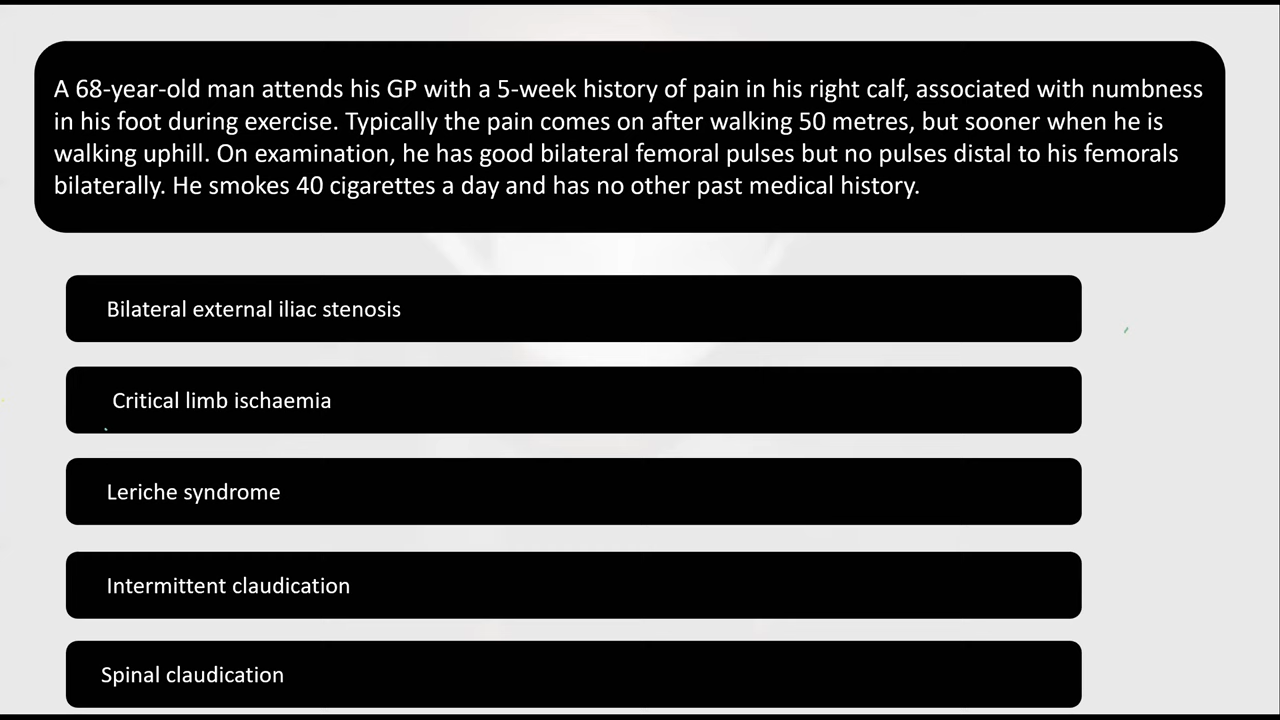 A 68-year-old man attends his GP with a 5-week history of pain in his right calf, associated with numbness
in his foot during exercise. Typically the pain comes on after walking 50 metres, but sooner when he is
walking uphill. On examination, he has good bilateral femoral pulses but no pulses distal to his femorals
bilaterally. He smokes 40 cigarettes a day and has no other past medical history.
Bilateral external iliac stenosis
Critical limb ischaemia
Leriche syndrome
Intermittent claudication
Spinal claudication